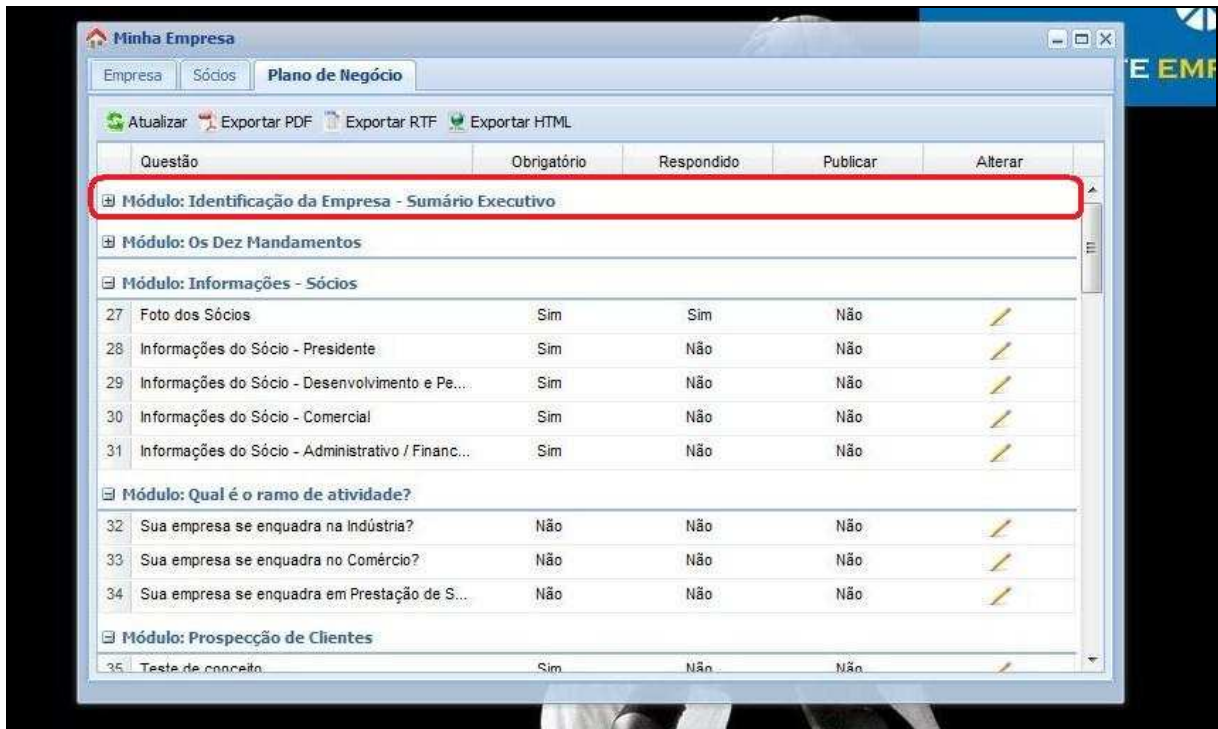 Minha Empresa
Empresa Sócios Plano de Negócio
E EM
Atualizar Exportar PDF Exportar RTF Exportar HTML
Questão Obrigatório Respondido Publicar Alterar
Módulo: Identificação da Empresa - Sumário Executivo
Módulo: Os Dez Mandamentos
Módulo: Informações - Sócios
27 Foto dos Sócios Sim Sim Não
28 Informações do Sócio - Presidente Sim Não Não
29 Informações do Sócio - Desenvolvimento e Pe... Sim Não Não
30 Informações do Sócio - Comercial Sim Não Não
31 Informações do Sócio - Administrativo / Financ... Sim Não Não
Módulo: Qual é o ramo de atividade?
32 Sua empresa se enquadra na Indústria? Não Não Não
33 Sua empresa se enquadra no Comércio? Não Não Não
34 Sua empresa se enquadra em Prestação de S... Não Não Não
Módulo: Prospecção de Clientes
35 Teste de conceito Sim Não Não